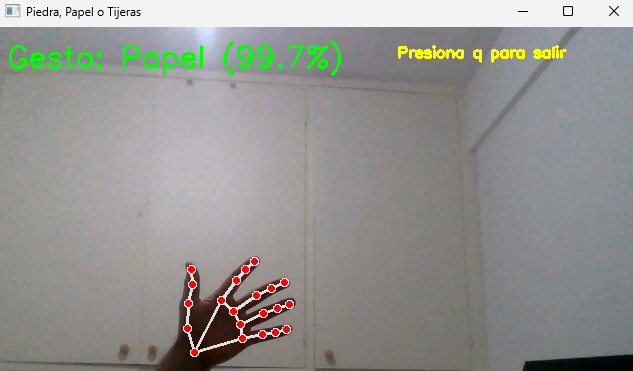 Piedra, Papel o Tijeras
Gesto: Papel (99.7%)
Presiona q para salir